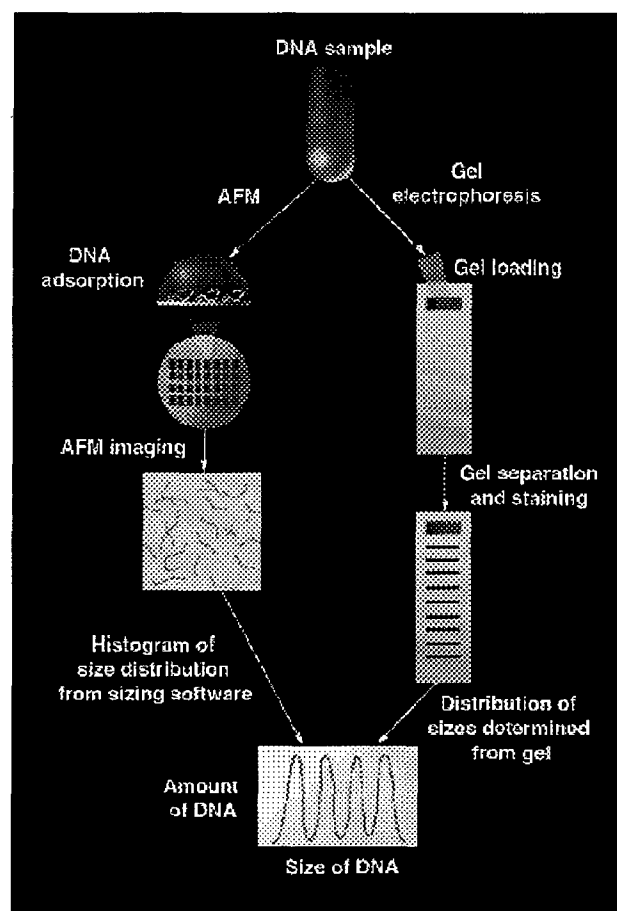 DNA sample
AFM
Gel
electrophoresis
DNA
adsorption
Gel loading
AFM imaging
Gel separation
and staining
Histogram of
size distribution
from sizing software
Distribution of
sizes determined
from gel
Amount
of DNA
Size of DNA